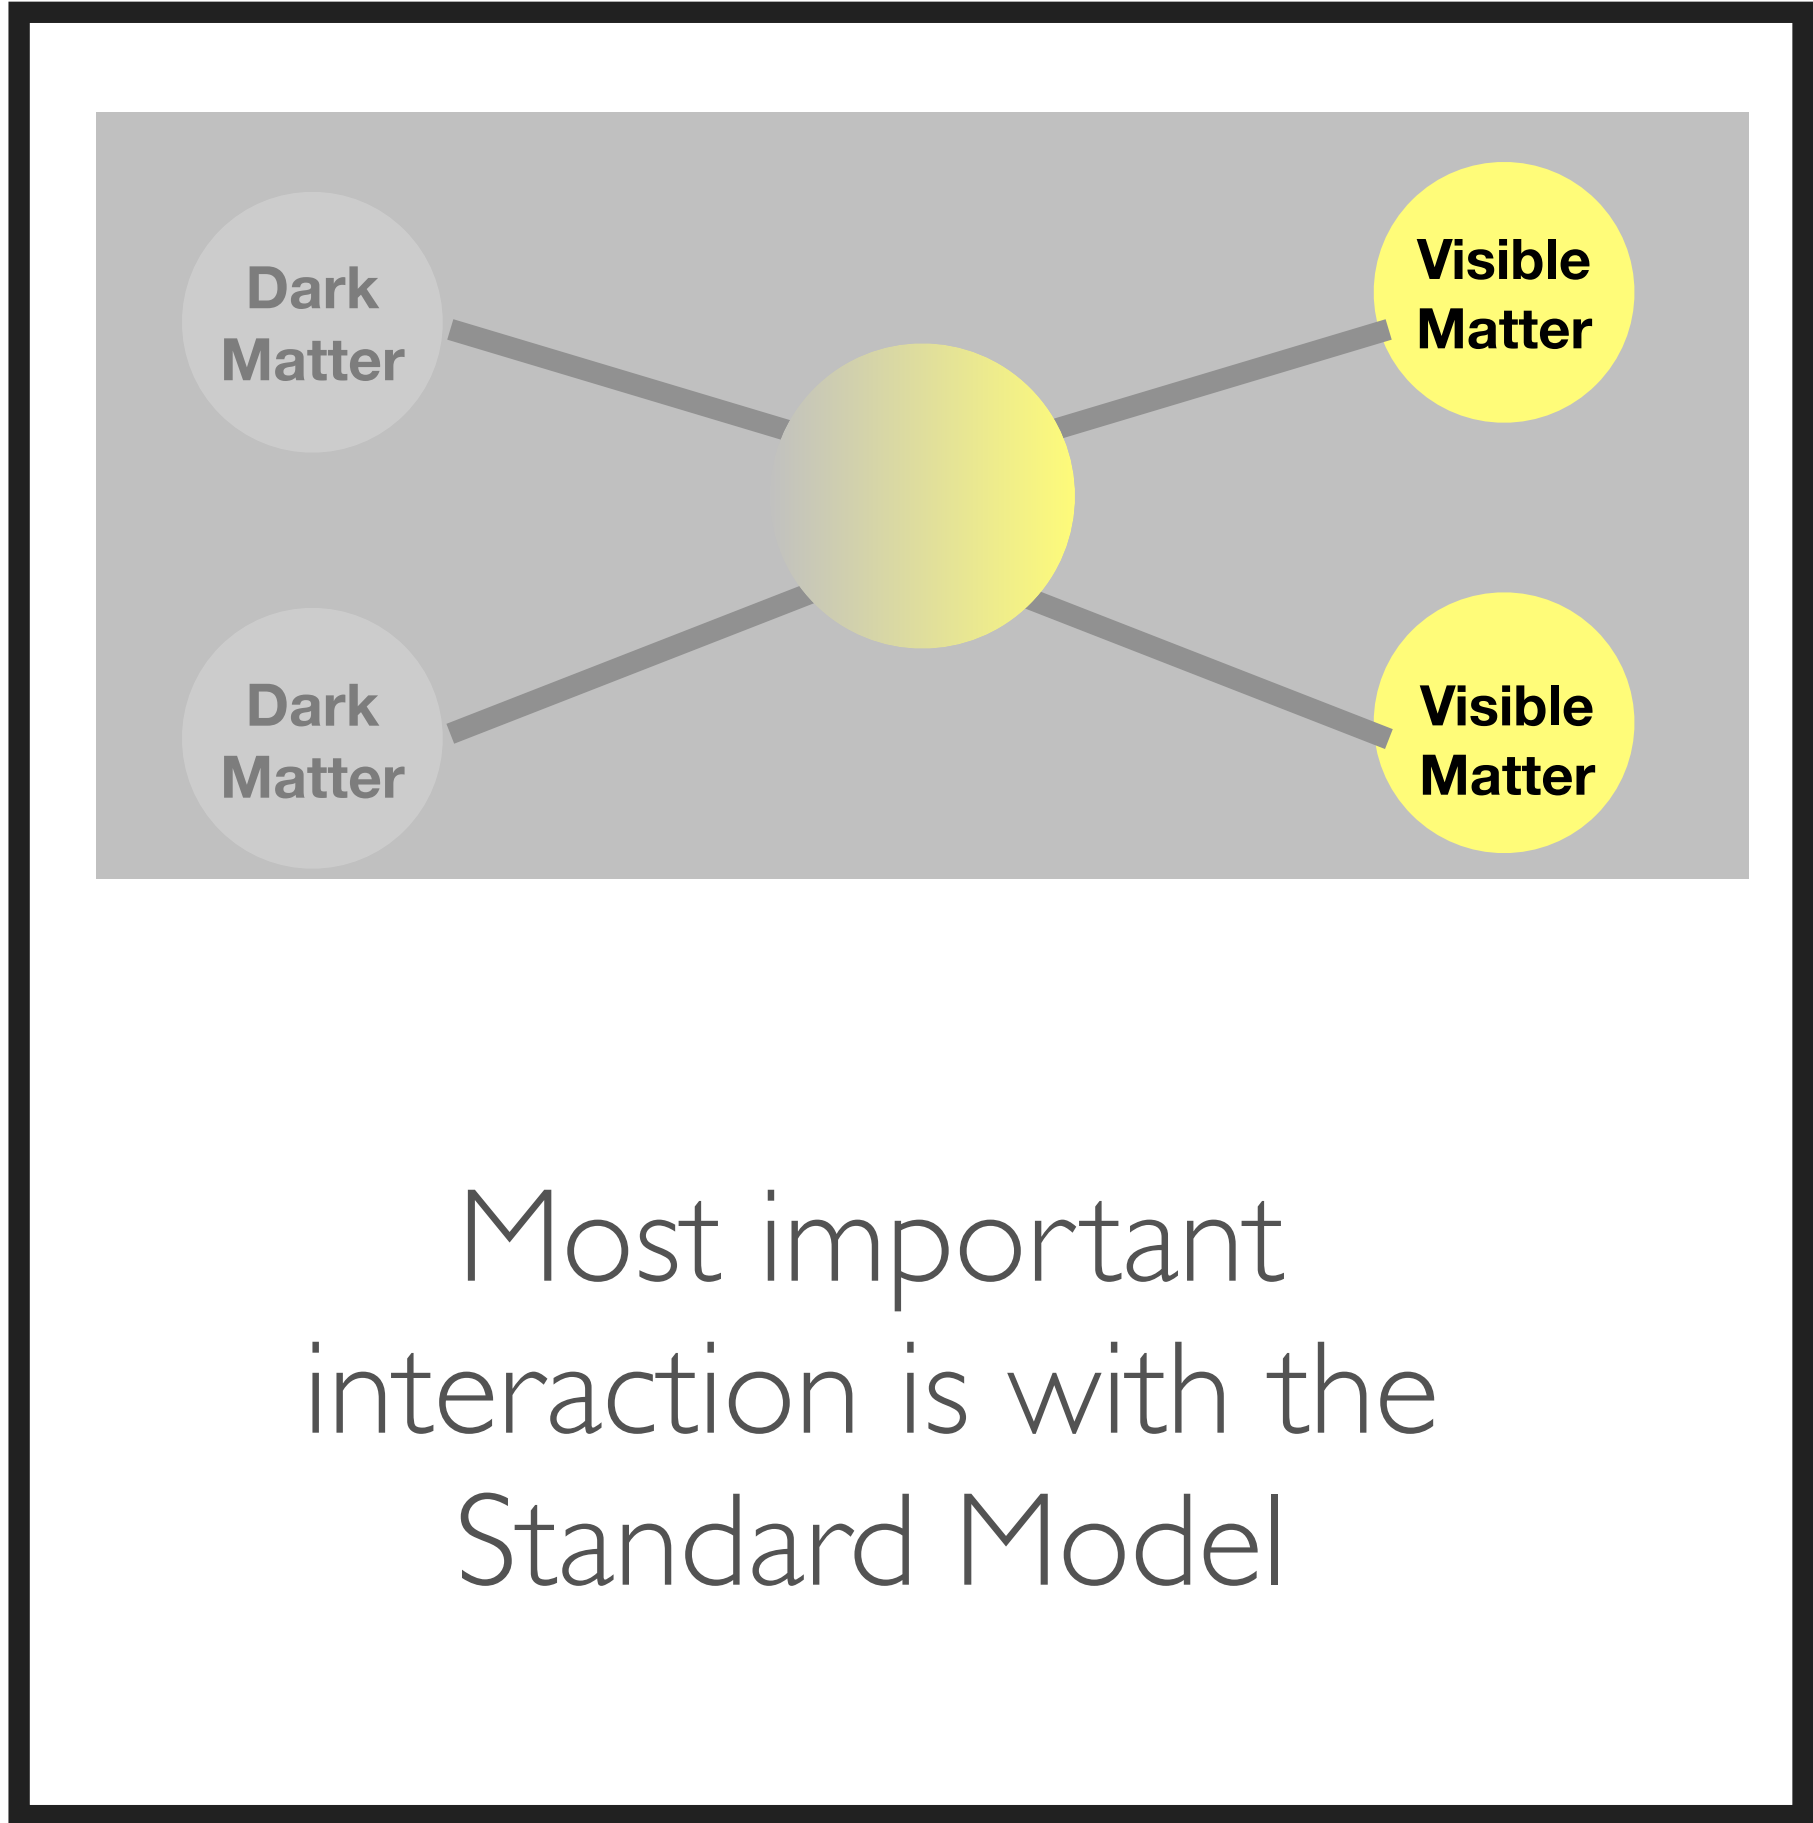 Dark
Matter
Visible
Matter
Dark
Matter
Visible
Matter
Most important
interaction is with the
Standard Model